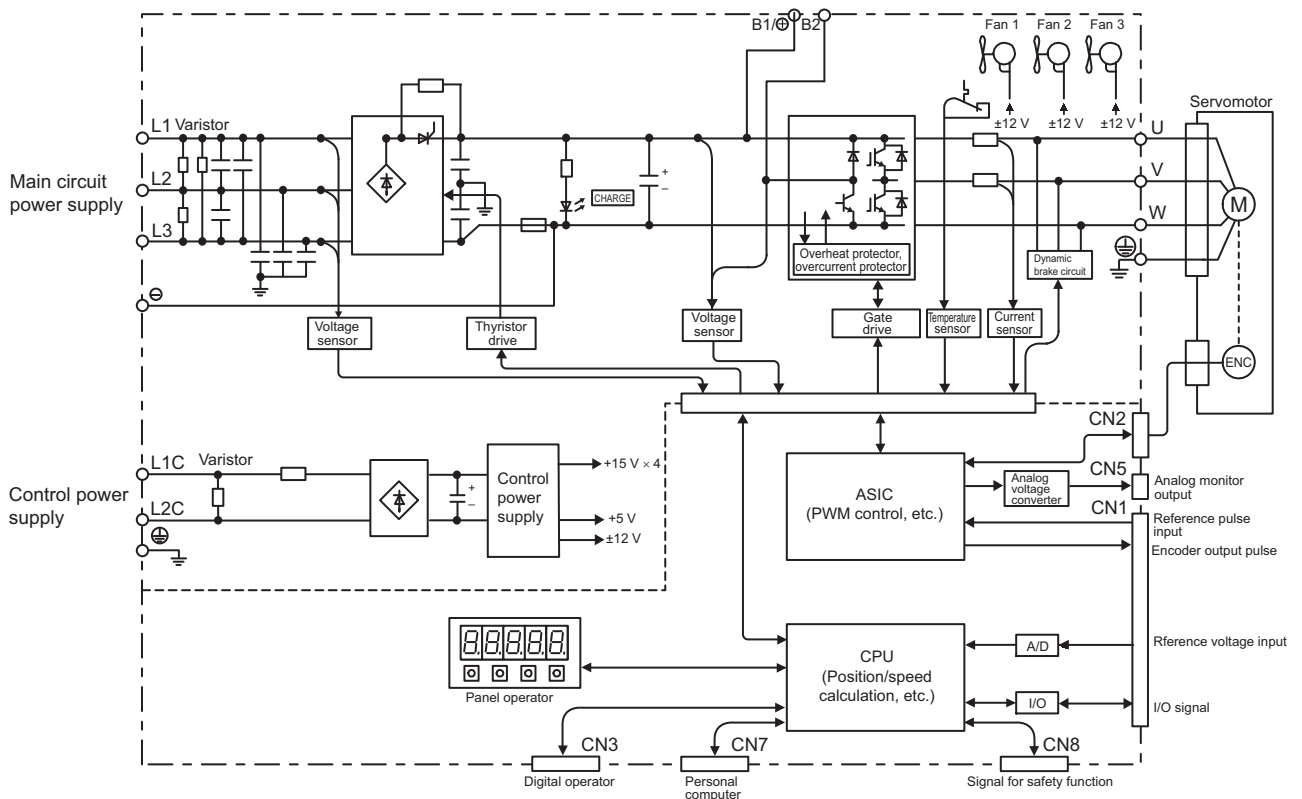 B1/⊕ B2
Fan 1 Fan 2 Fan 3
±12 V ±12 V ±12 V
Servomotor
Main circuit
power supply
L1 Varistor
L2
L3
⊖
+
–
CHARGE
Overheat protector,
overcurrent protector
U
V
W
M
Dynamic
brake circuit
Voltage
sensor
Thyristor
drive
Voltage
sensor
Gate
drive
Temperature
sensor
Current
sensor
ENC
Control power
supply
L1C Varistor
L2C
+
–
Control
power
supply
+15 V × 4
+5 V
±12 V
ASIC
(PWM control, etc.)
Analog
voltage
converter
CN2
CN5
Analog monitor
output
CN1
Reference pulse
input
Encoder output pulse
8.8.8.8.8.
Panel operator
CPU
(Position/speed
calculation, etc.)
A/D
Rference voltage input
I/O
I/O signal
CN3
Digital operator
CN7
Personal
computer
CN8
Signal for safety function